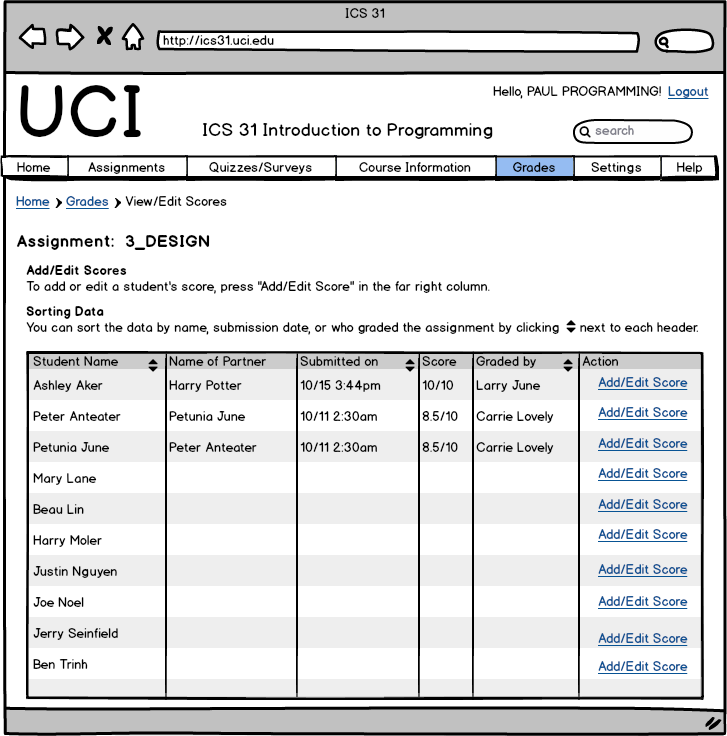 ICS 31
http://ics31.uci.edu
Hello, PAUL PROGRAMMING! Logout
UCI
ICS 31 Introduction to Programming
search
Home Assignments Quizzes/Surveys Course Information Grades Settings Help
Home > Grades > View/Edit Scores
Assignment: 3_DESIGN
Add/Edit Scores
To add or edit a student's score, press "Add/Edit Score" in the far right column.
Sorting Data
You can sort the data by name, submission date, or who graded the assignment by clicking next to each header.
Student Name Name of Partner Submitted on Score Graded by Action
Ashley Aker Harry Potter 10/15 3:44pm 10/10 Larry June Add/Edit Score
Peter Anteater Petunia June 10/11 2:30am 8.5/10 Carrie Lovely Add/Edit Score
Petunia June Peter Anteater 10/11 2:30am 8.5/10 Carrie Lovely Add/Edit Score
Mary Lane Add/Edit Score
Beau Lin Add/Edit Score
Harry Moler Add/Edit Score
Justin Nguyen Add/Edit Score
Joe Noel Add/Edit Score
Jerry Seinfield Add/Edit Score
Ben Trinh Add/Edit Score